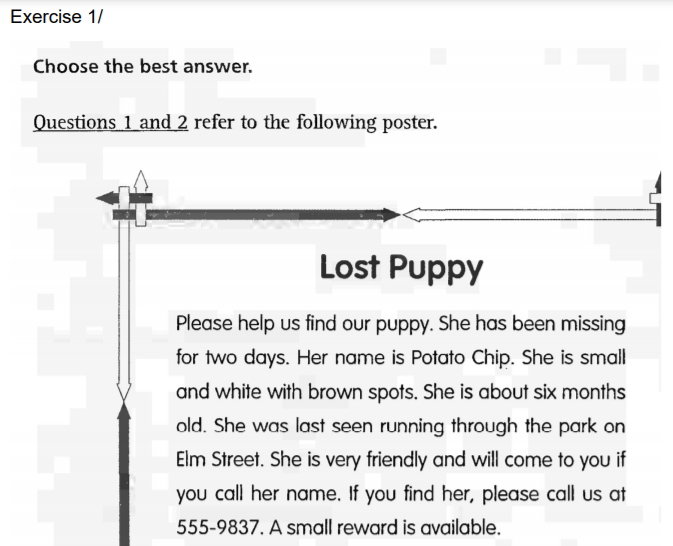 Exercise 1/
Choose the best answer.
Questions 1 and 2 refer to the following poster.
Lost Puppy
Please help us find our puppy. She has been missing
for two days. Her name is Potato Chip. She is small
and white with brown spots. She is about six months
old. She was last seen running through the park on
Elm Street. She is very friendly and will come to you if
you call her name. If you find her, please call us at
555-9837. A small reward is available.